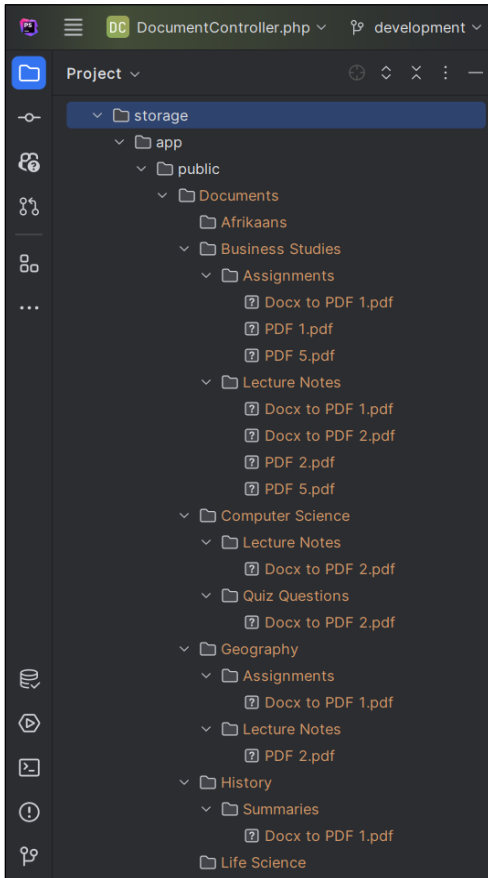 PS DC DocumentController.php development
Project
storage
app
public
Documents
Afrikaans
Business Studies
Assignments
Docx to PDF 1.pdf
PDF 1.pdf
PDF 5.pdf
Lecture Notes
Docx to PDF 1.pdf
Docx to PDF 2.pdf
PDF 2.pdf
PDF 5.pdf
Computer Science
Lecture Notes
Docx to PDF 2.pdf
Quiz Questions
Docx to PDF 2.pdf
Geography
Assignments
Docx to PDF 1.pdf
Lecture Notes
PDF 2.pdf
History
Summaries
Docx to PDF 1.pdf
Life Science